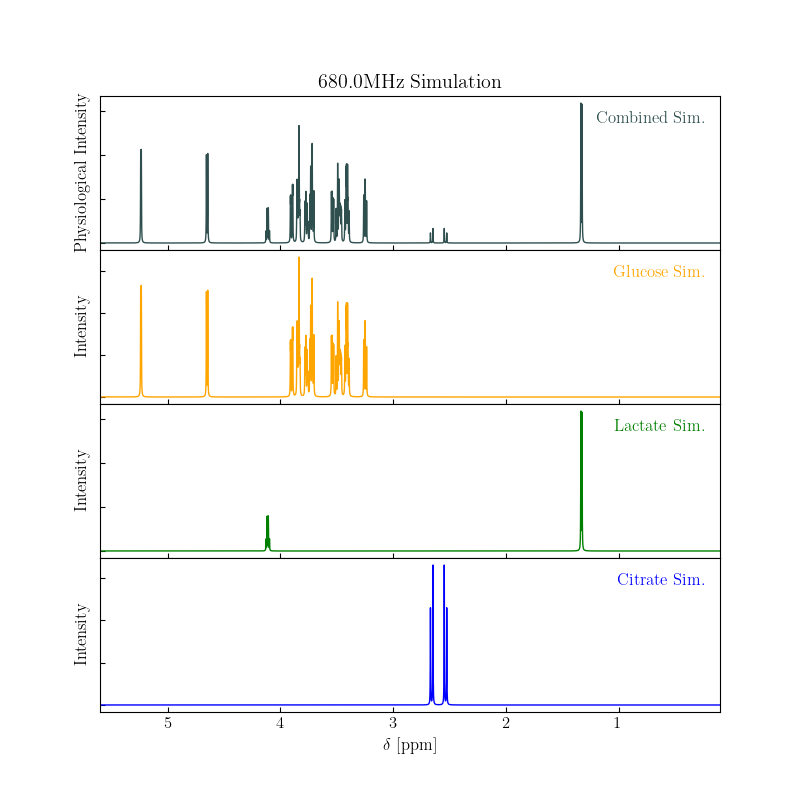 680.0MHz Simulation
Physiological Intensity
Combined Sim.
Intensity
Glucose Sim.
Intensity
Lactate Sim.
Intensity
Citrate Sim.
5 4 3 2 1
δ [ppm]